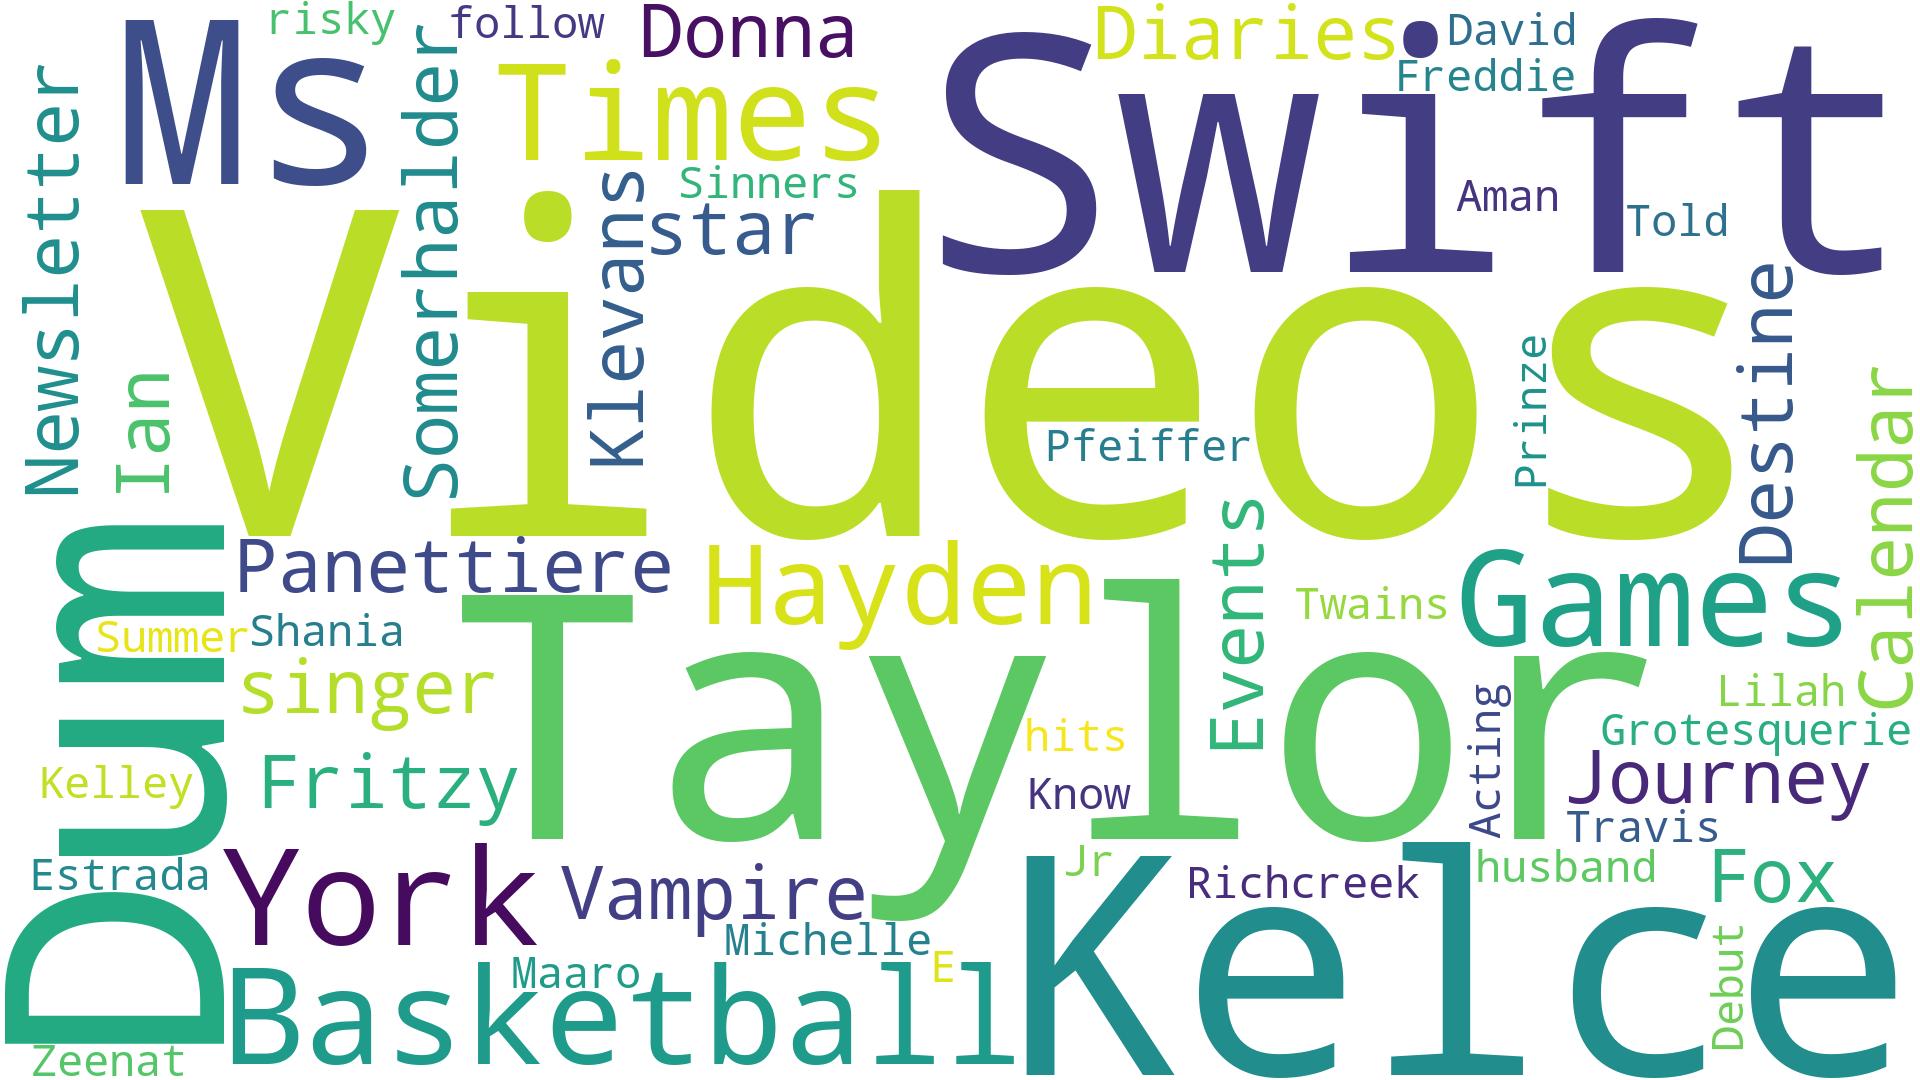 risky
follow
Donna
Diaries
David
Ms
Times
Swift
Freddie
Newsletter
Somerhalder
Klevans
Sinners
star
Aman
Told
Videos
Ian
Pfeiffer
Prinze
Destine
Calendar
Dum
Panettiere
Hayden
Events
Twains
Games
Summer
Shania
singer
Taylor
Lilah
Grotesquerie
hits
Acting
Journey
Kelley
Fritzy
Know
Travis
Estrada
York
Vampire
Jr
Richcreek
husband
Fox
Michelle
E
Maaro
Basketball
Kelce
Debut
Zeenat